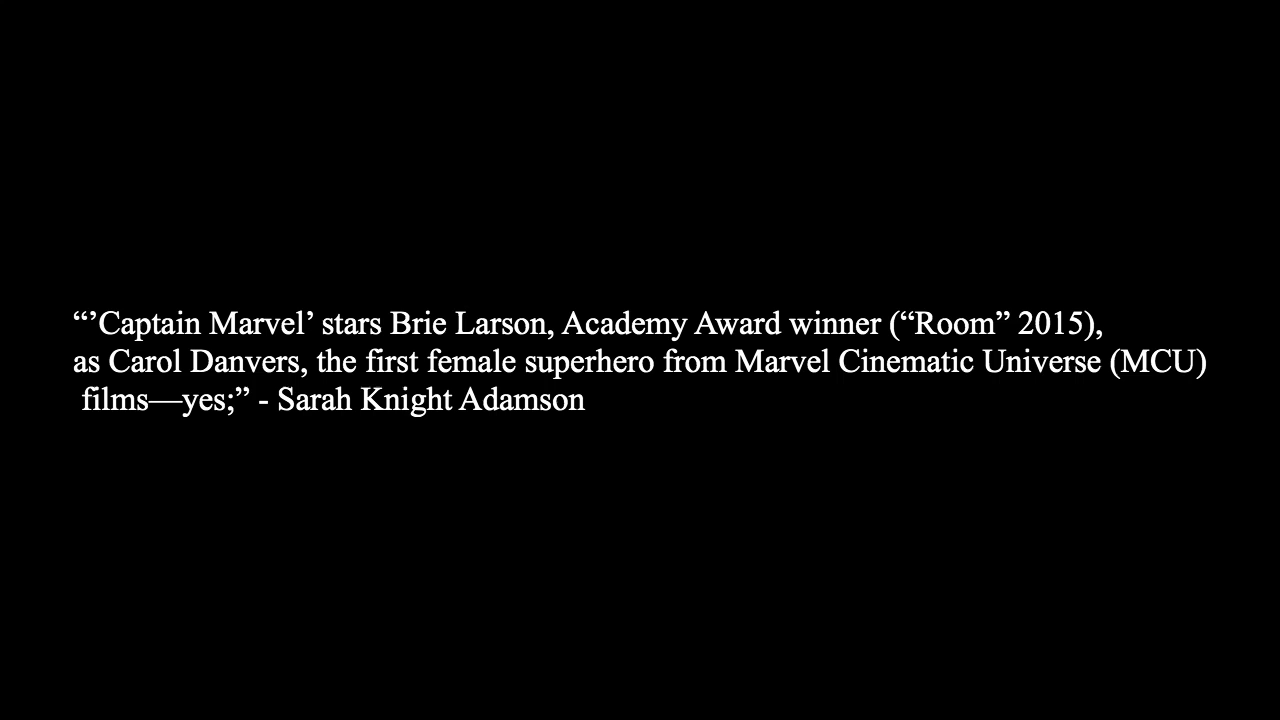 “’Captain Marvel’ stars Brie Larson, Academy Award winner (“Room” 2015),
as Carol Danvers, the first female superhero from Marvel Cinematic Universe (MCU)
films—yes;” - Sarah Knight Adamson